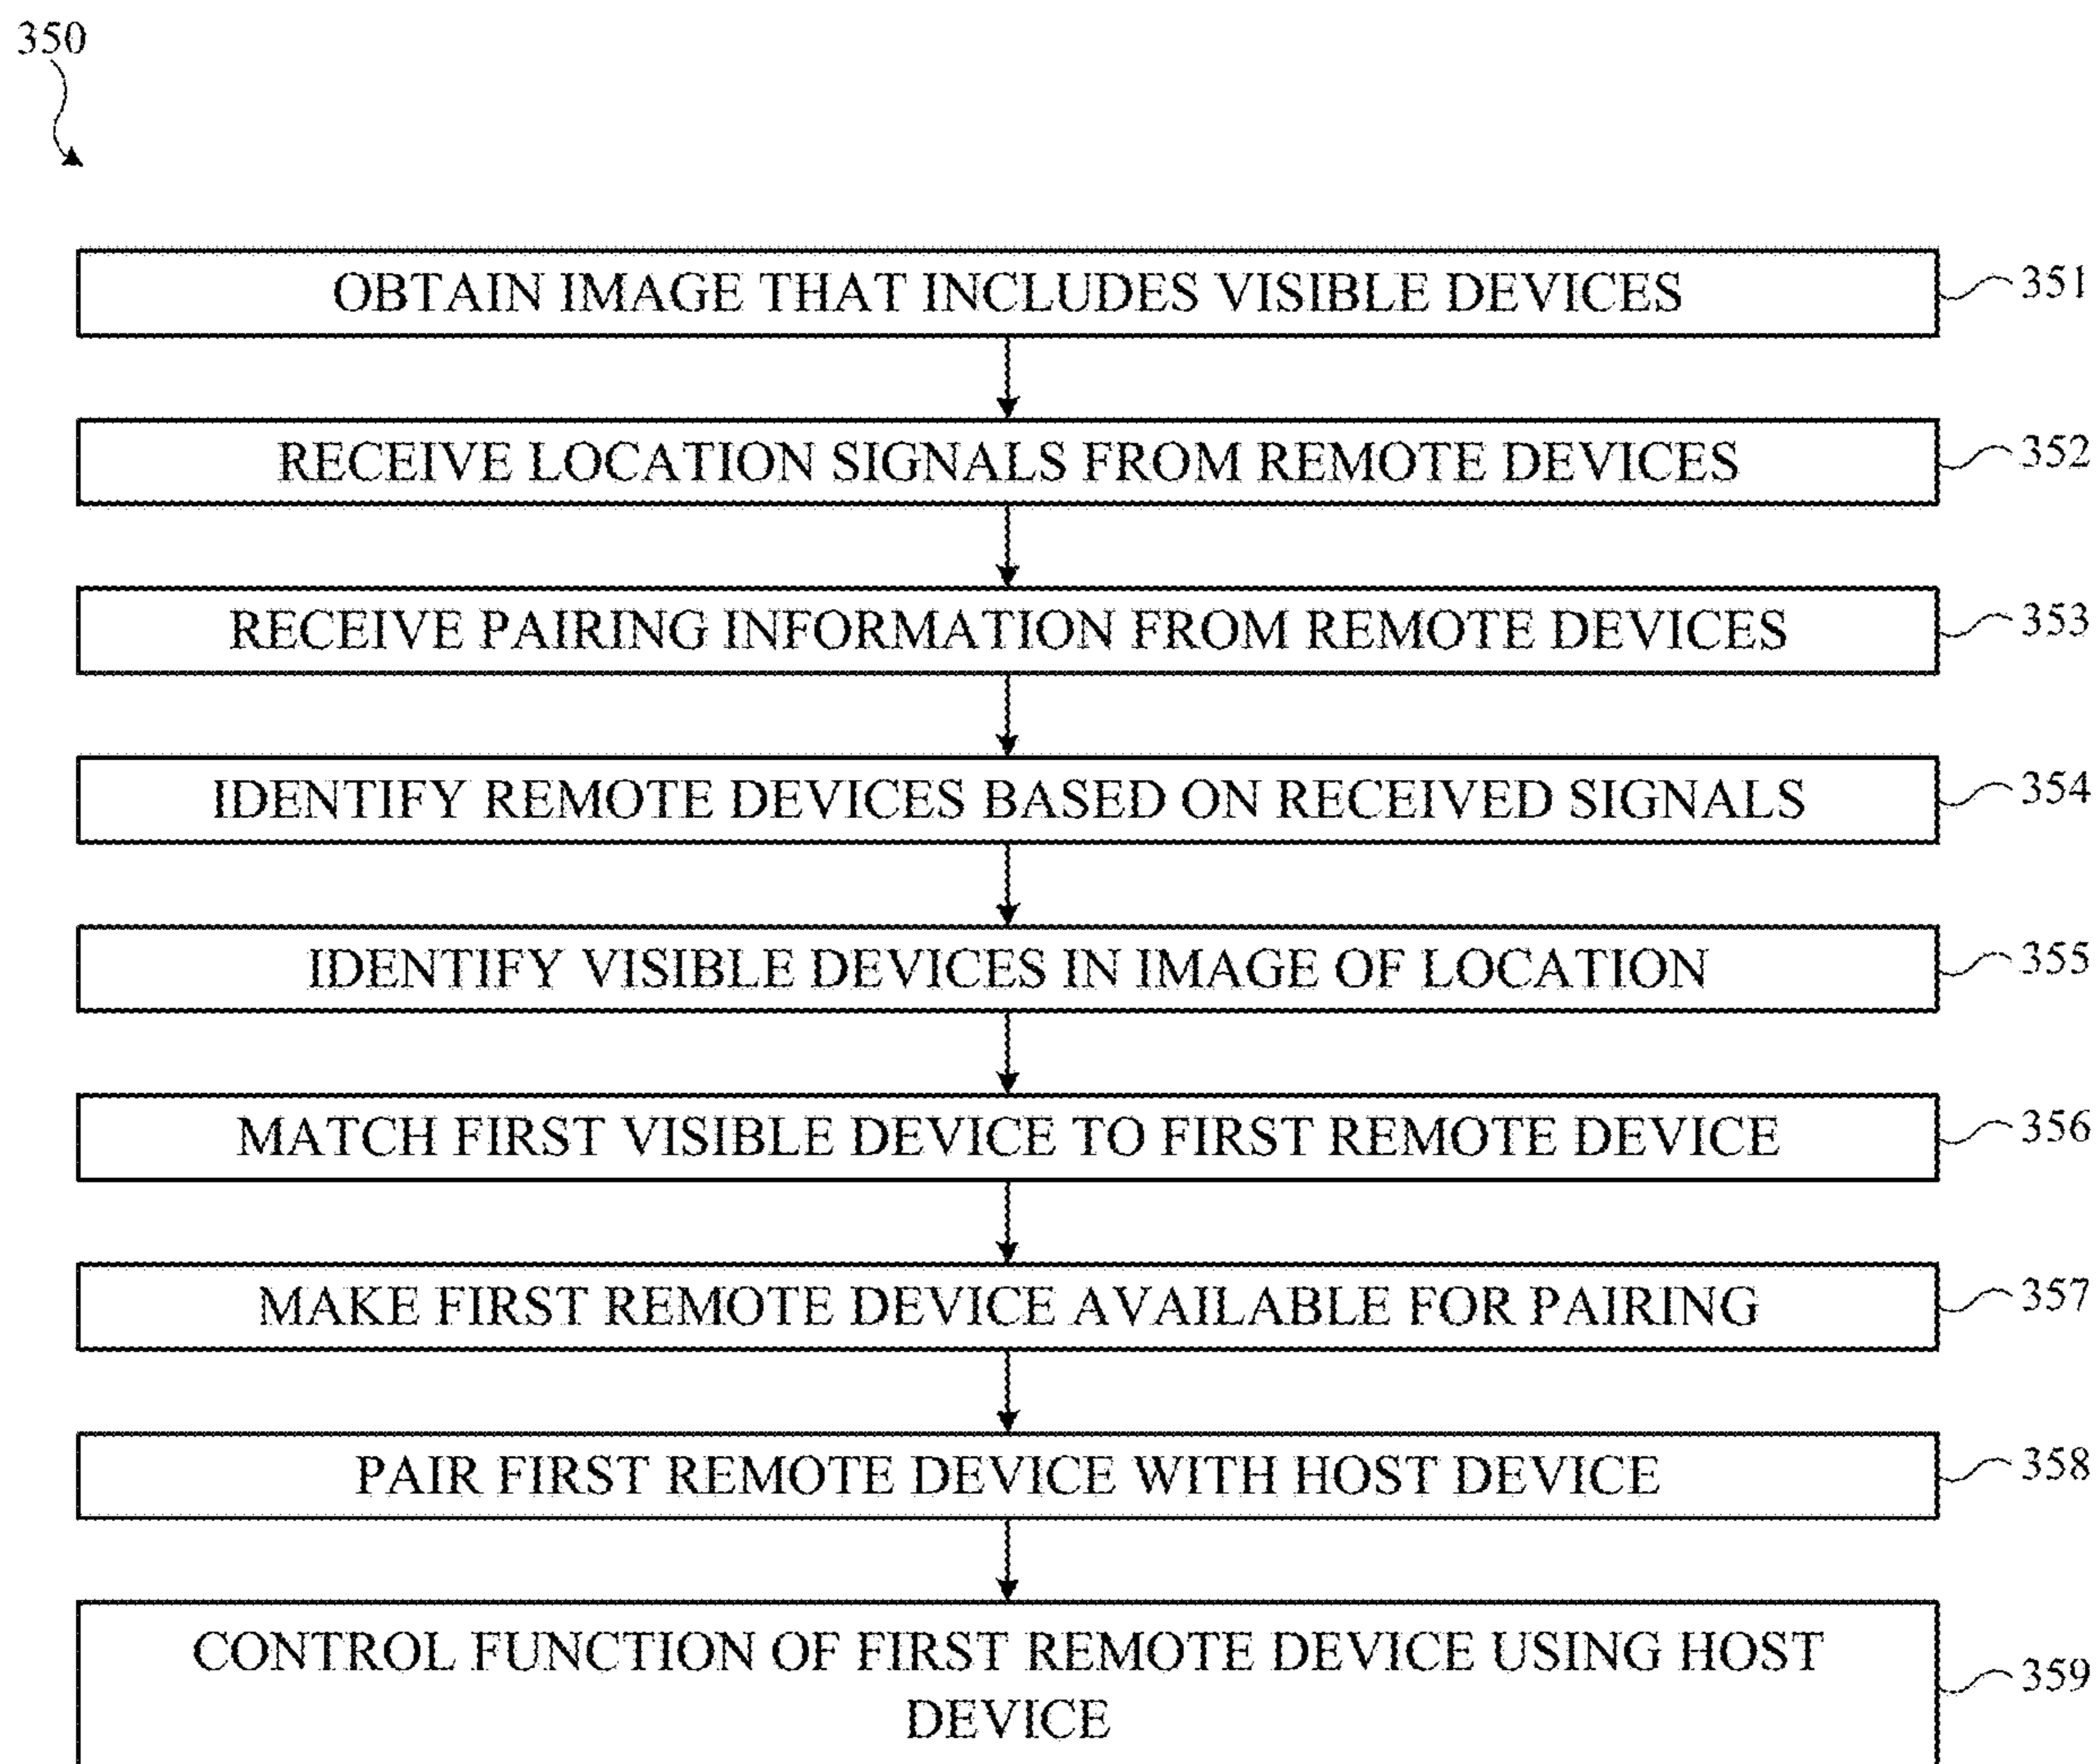 350
OBTAIN IMAGE THAT INCLUDES VISIBLE DEVICES
351
RECEIVE LOCATION SIGNALS FROM REMOTE DEVICES
352
RECEIVE PAIRING INFORMATION FROM REMOTE DEVICES
353
IDENTIFY REMOTE DEVICES BASED ON RECEIVED SIGNALS
354
IDENTIFY VISIBLE DEVICES IN IMAGE OF LOCATION
355
MATCH FIRST VISIBLE DEVICE TO FIRST REMOTE DEVICE
356
MAKE FIRST REMOTE DEVICE AVAILABLE FOR PAIRING
357
PAIR FIRST REMOTE DEVICE WITH HOST DEVICE
358
CONTROL FUNCTION OF FIRST REMOTE DEVICE USING HOST
DEVICE
359